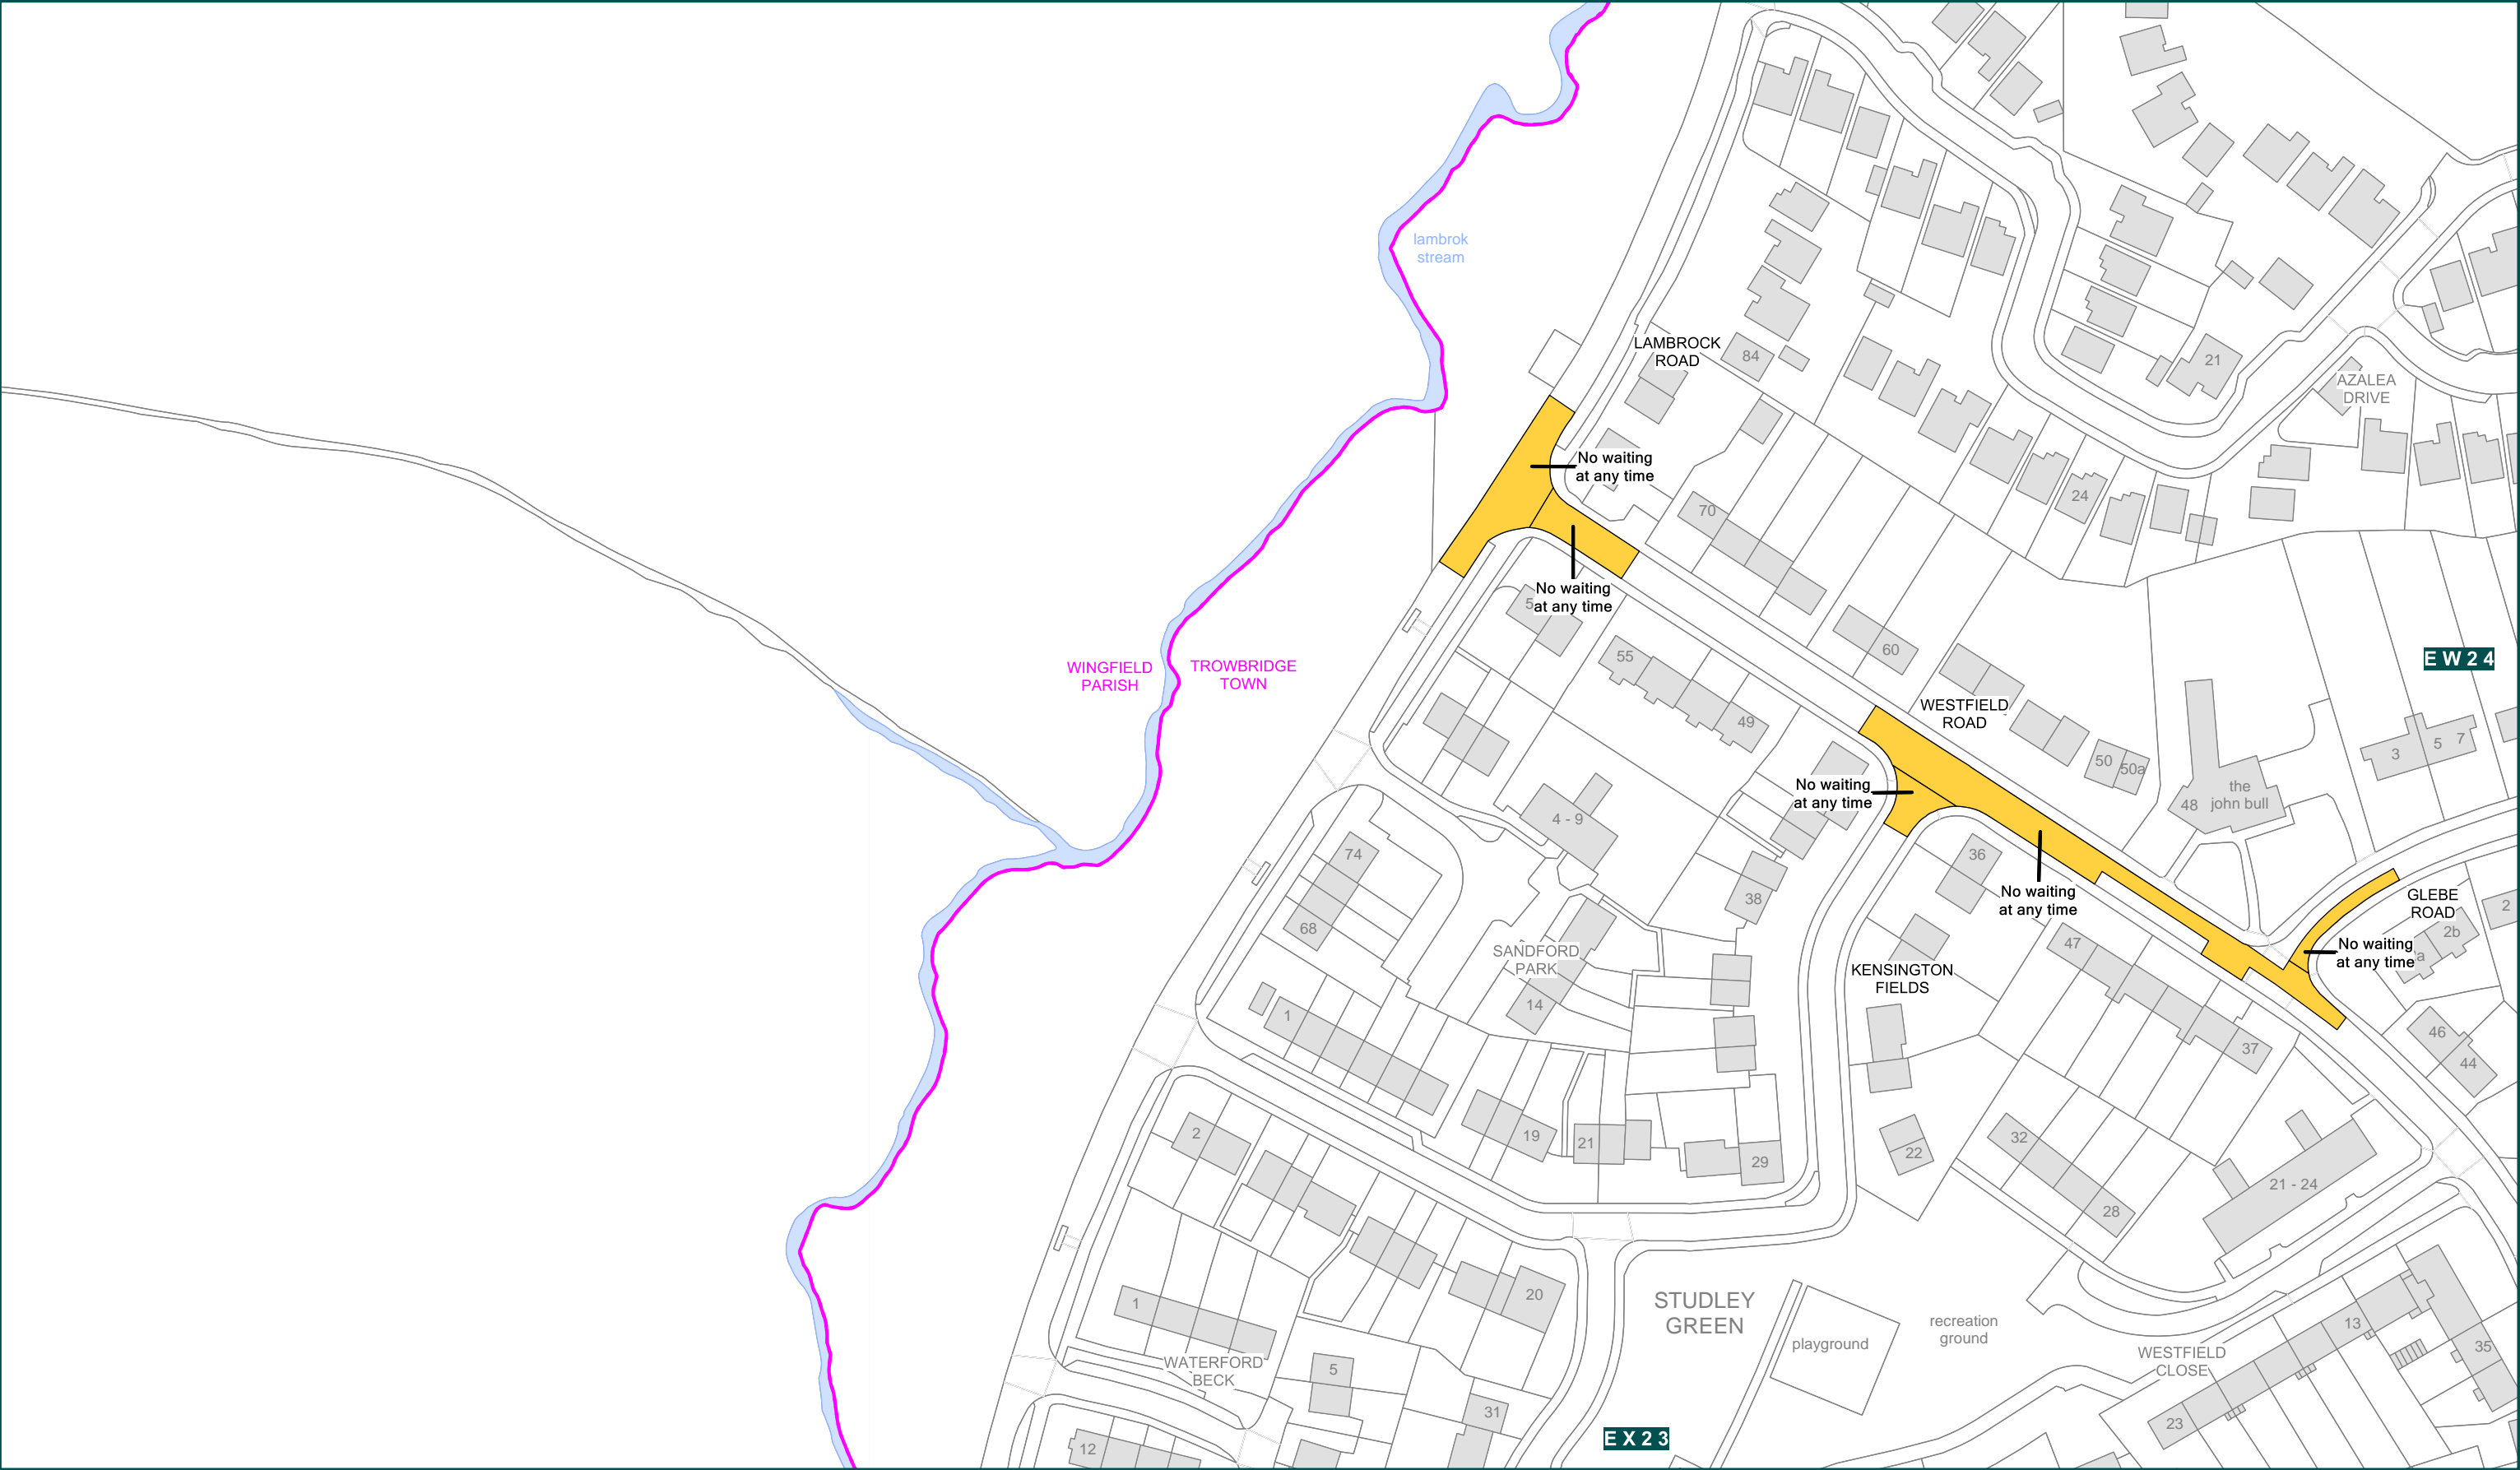 lambrok
stream
LAMBROCK
ROAD
84
21
AZALEA
DRIVE
No waiting
at any time
24
70
No waiting
at any time
5
55
60
49
WINGFIELD
PARISH
TROWBRIDGE
TOWN
EW24
WESTFIELD
ROAD
3
5
7
50
50a
the
john bull
48
No waiting
at any time
4 - 9
74
36
38
68
No waiting
at any time
GLEBE
ROAD
2
2b
a
No waiting
at any time
SANDFORD
PARK
47
KENSINGTON
FIELDS
14
1
46
37
44
2
19
21
29
22
32
28
21 - 24
1
20
STUDLEY
GREEN
playground
recreation
ground
13
35
WESTFIELD
CLOSE
WATERFORD
BECK
5
31
23
12
EX23